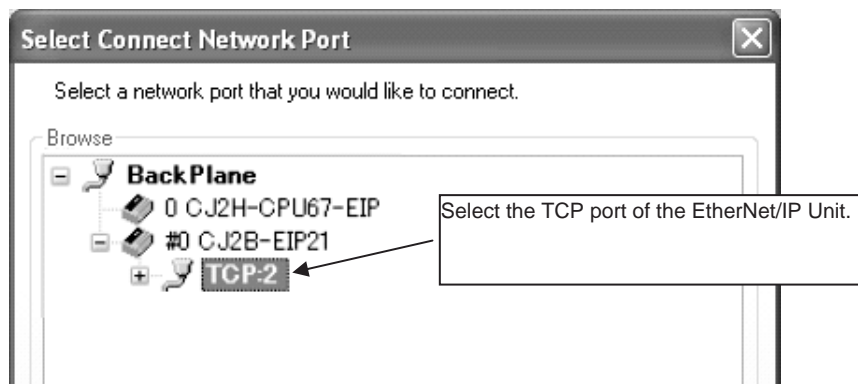 Select Connect Network Port
Select a network port that you would like to connect.
Browse
BackPlane
0 CJ2H-CPU67-EIP
#0 CJ2B-EIP21
TCP:2
Select the TCP port of the EtherNet/IP Unit.